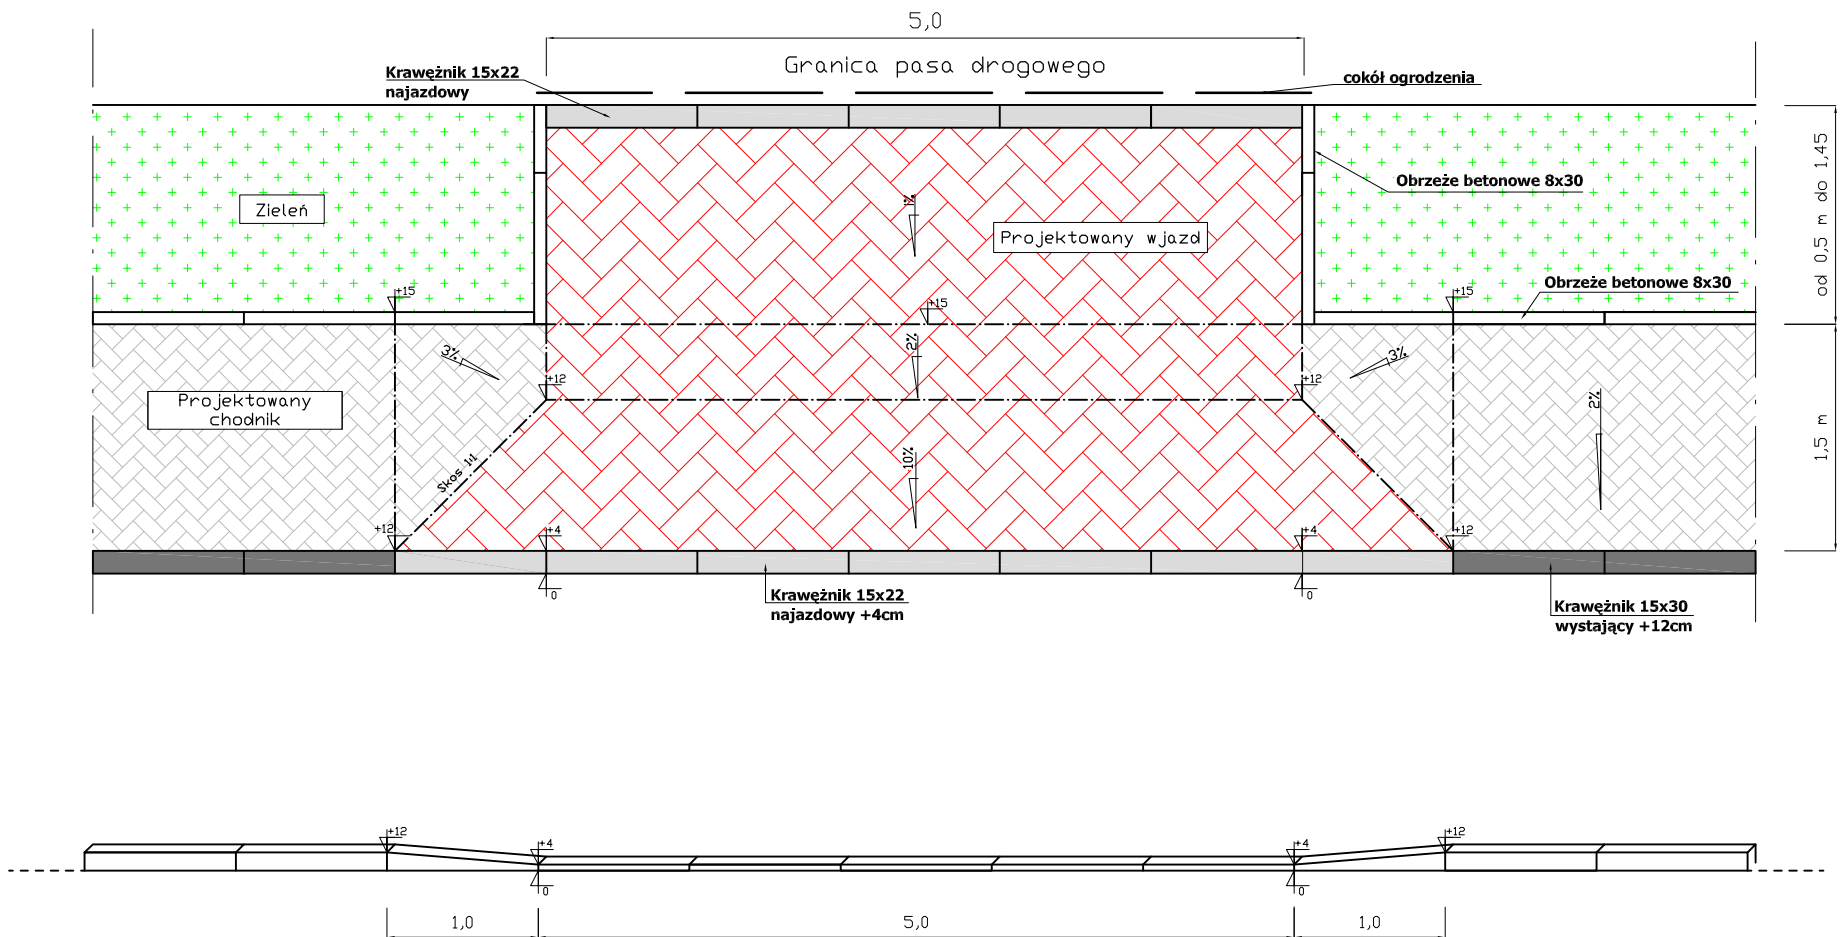 5,0
Granica pasa drogowego
Krawężnik 15x22
najazdowy
cokół ogrodzenia
Obrzeże betonowe 8x30
Zieleń
1%
Projektowany wjazd
od 0,5 m do 1,45
Obrzeże betonowe 8x30
+15
+15
+15
3%
2%
3%
+12
+12
Projektowany
chodnik
2%
1,5 m
Skos 1:1
10%
+12
+4
+4
+12
0
0
Krawężnik 15x22
najazdowy +4cm
Krawężnik 15x30
wystający +12cm
+12
+4
+4
+12
0
0
1,0
5,0
1,0